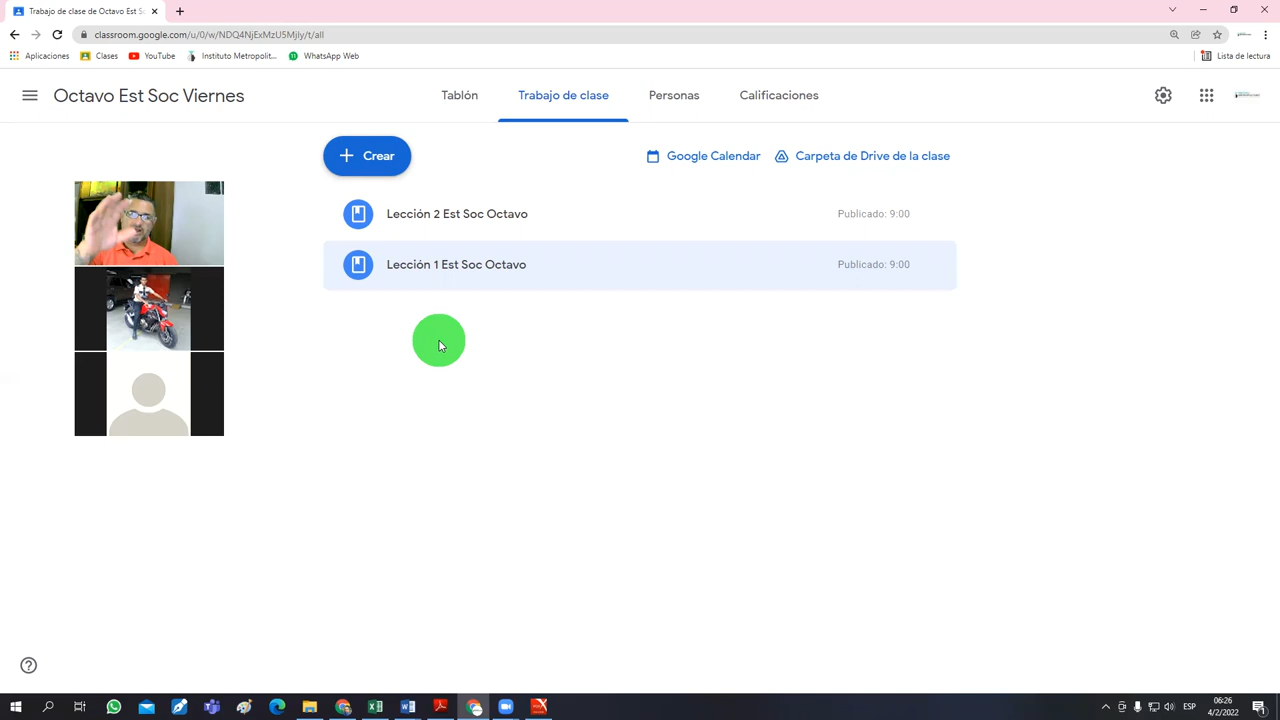 Trabajo de clase de Octavo Est So
classroom.google.com/u/0/w/NDQ4NjExMzU5Mjly/t/all
Aplicaciones
Clases
YouTube
Instituto Metropolit...
WhatsApp Web
Lista de lectura
Octavo Est Soc Viernes
Tablón
Trabajo de clase
Personas
Calificaciones
Crear
Google Calendar
Carpeta de Drive de la clase
Lección 2 Est Soc Octavo
Publicado: 9:00
Lección 1 Est Soc Octavo
Publicado: 9:00
ESP
06:26
4/2/2022